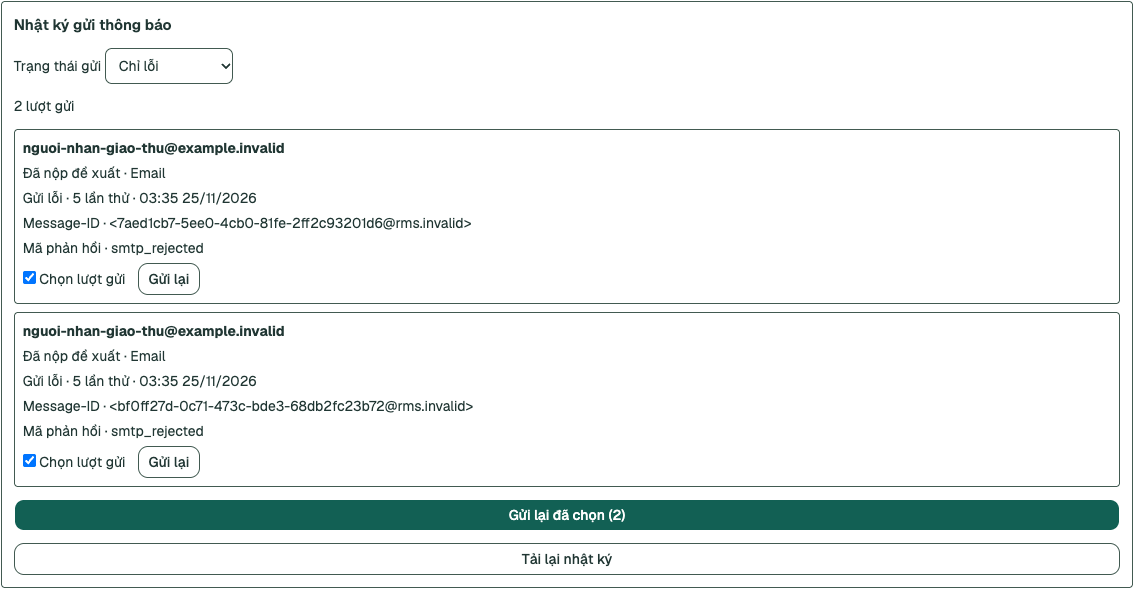 Nhật ký gửi thông báo
Trạng thái gửi Chỉ lỗi
2 lượt gửi
nguoi-nhan-giao-thu@example.invalid
Đã nộp đề xuất · Email
Gửi lỗi · 5 lần thử · 03:35 25/11/2026
Message-ID · <7aed1cb7-5ee0-4cb0-81fe-2ff2c93201d6@rms.invalid>
Mã phản hồi · smtp_rejected
Chọn lượt gửi Gửi lại
nguoi-nhan-giao-thu@example.invalid
Đã nộp đề xuất · Email
Gửi lỗi · 5 lần thử · 03:35 25/11/2026
Message-ID · <bf0ff27d-0c71-473c-bde3-68db2fc23b72@rms.invalid>
Mã phản hồi · smtp_rejected
Chọn lượt gửi Gửi lại
Gửi lại đã chọn (2)
Tải lại nhật ký